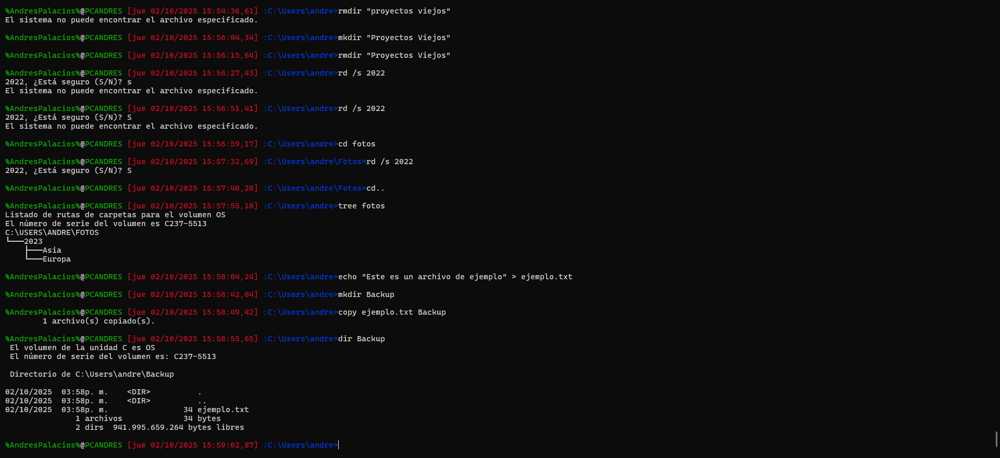 %AndresPalacios%@PCANDRES [jue 02/10/2025 15:54:36,61] :C:\Users\andre>rmdir "proyectos viejos"
El sistema no puede encontrar el archivo especificado.
%AndresPalacios%@PCANDRES [jue 02/10/2025 15:56:04,34] :C:\Users\andre>mkdir "Proyectos Viejos"
%AndresPalacios%@PCANDRES [jue 02/10/2025 15:56:15,64] :C:\Users\andre>rmdir "Proyectos Viejos"
%AndresPalacios%@PCANDRES [jue 02/10/2025 15:56:27,43] :C:\Users\andre>rd /s 2022
2022, ¿Está seguro (S/N)? s
El sistema no puede encontrar el archivo especificado.
%AndresPalacios%@PCANDRES [jue 02/10/2025 15:56:51,41] :C:\Users\andre>rd /s 2022
2022, ¿Está seguro (S/N)? S
El sistema no puede encontrar el archivo especificado.
%AndresPalacios%@PCANDRES [jue 02/10/2025 15:56:59,17] :C:\Users\andre>cd fotos
%AndresPalacios%@PCANDRES [jue 02/10/2025 15:57:32,69] :C:\Users\andre\Fotos>rd /s 2022
2022, ¿Está seguro (S/N)? S
%AndresPalacios%@PCANDRES [jue 02/10/2025 15:57:40,20] :C:\Users\andre\Fotos>cd..
%AndresPalacios%@PCANDRES [jue 02/10/2025 15:57:55,10] :C:\Users\andre>tree fotos
Listado de rutas de carpetas para el volumen OS
El número de serie del volumen es C237-5513
C:\USERS\ANDRE\FOTOS
└───2023
    ├───Asia
    └───Europa
%AndresPalacios%@PCANDRES [jue 02/10/2025 15:58:04,24] :C:\Users\andre>echo "Este es un archivo de ejemplo" > ejemplo.txt
%AndresPalacios%@PCANDRES [jue 02/10/2025 15:58:42,04] :C:\Users\andre>mkdir Backup
%AndresPalacios%@PCANDRES [jue 02/10/2025 15:58:49,42] :C:\Users\andre>copy ejemplo.txt Backup
        1 archivo(s) copiado(s).
%AndresPalacios%@PCANDRES [jue 02/10/2025 15:58:55,65] :C:\Users\andre>dir Backup
 El volumen de la unidad C es OS
 El número de serie del volumen es: C237-5513
 Directorio de C:\Users\andre\Backup
02/10/2025  03:58p. m.    <DIR>          .
02/10/2025  03:58p. m.    <DIR>          ..
02/10/2025  03:58p. m.                34 ejemplo.txt
               1 archivos             34 bytes
               2 dirs  941.995.659.264 bytes libres
%AndresPalacios%@PCANDRES [jue 02/10/2025 15:59:02,87] :C:\Users\andre>